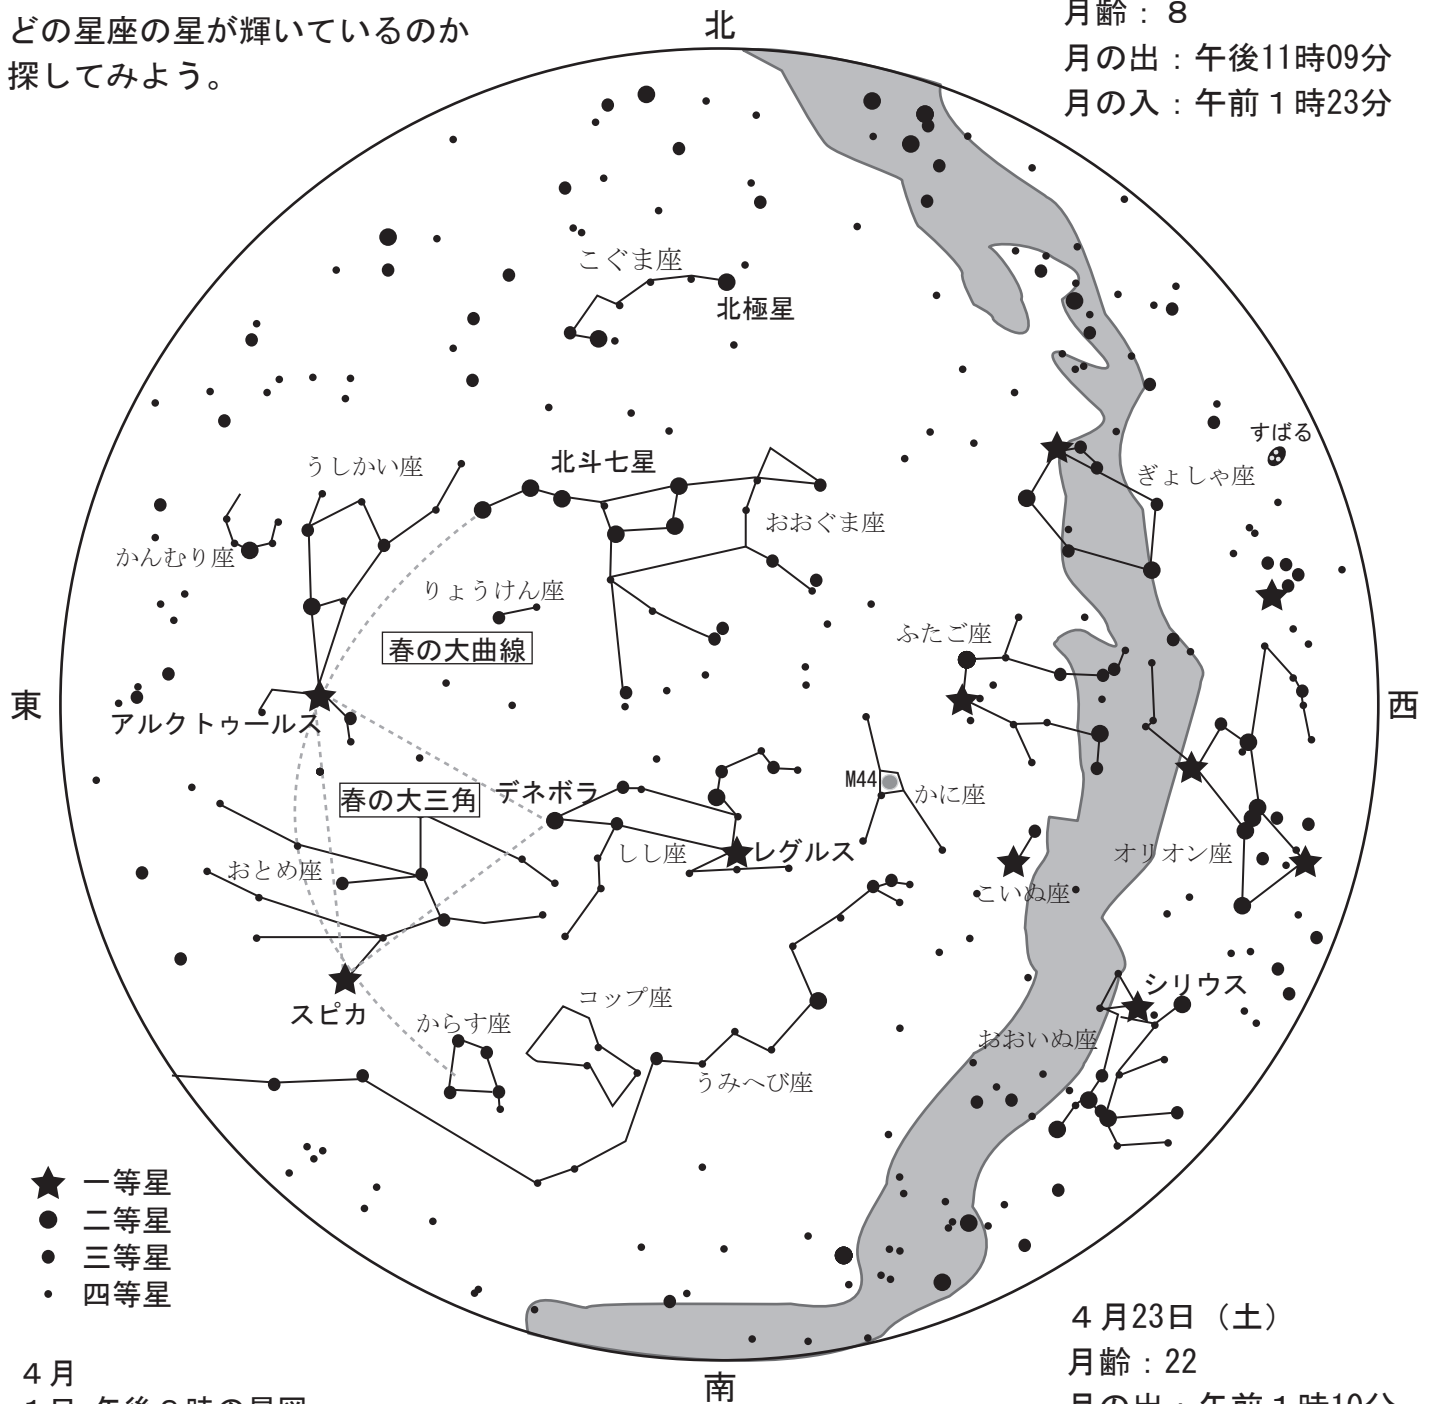 どの星座の星が輝いているのか
探してみよう。
月齢：８
月の出：午後11時09分
月の入：午前１時23分
北
こぐま座
北極星
すばる
うしかい座
北斗七星
ぎょしゃ座
おおぐま座
かんむり座
りょうけん座
ふたご座
春の大曲線
東
西
アルクトゥールス
M44
かに座
春の大三角
デネボラ
しし座
レグルス
オリオン座
おとめ座
こいぬ座
シリウス
コップ座
スピカ
からす座
おおいぬ座
うみへび座
一等星
二等星
三等星
四等星
４月23日（土）
月齢：22
４月
南